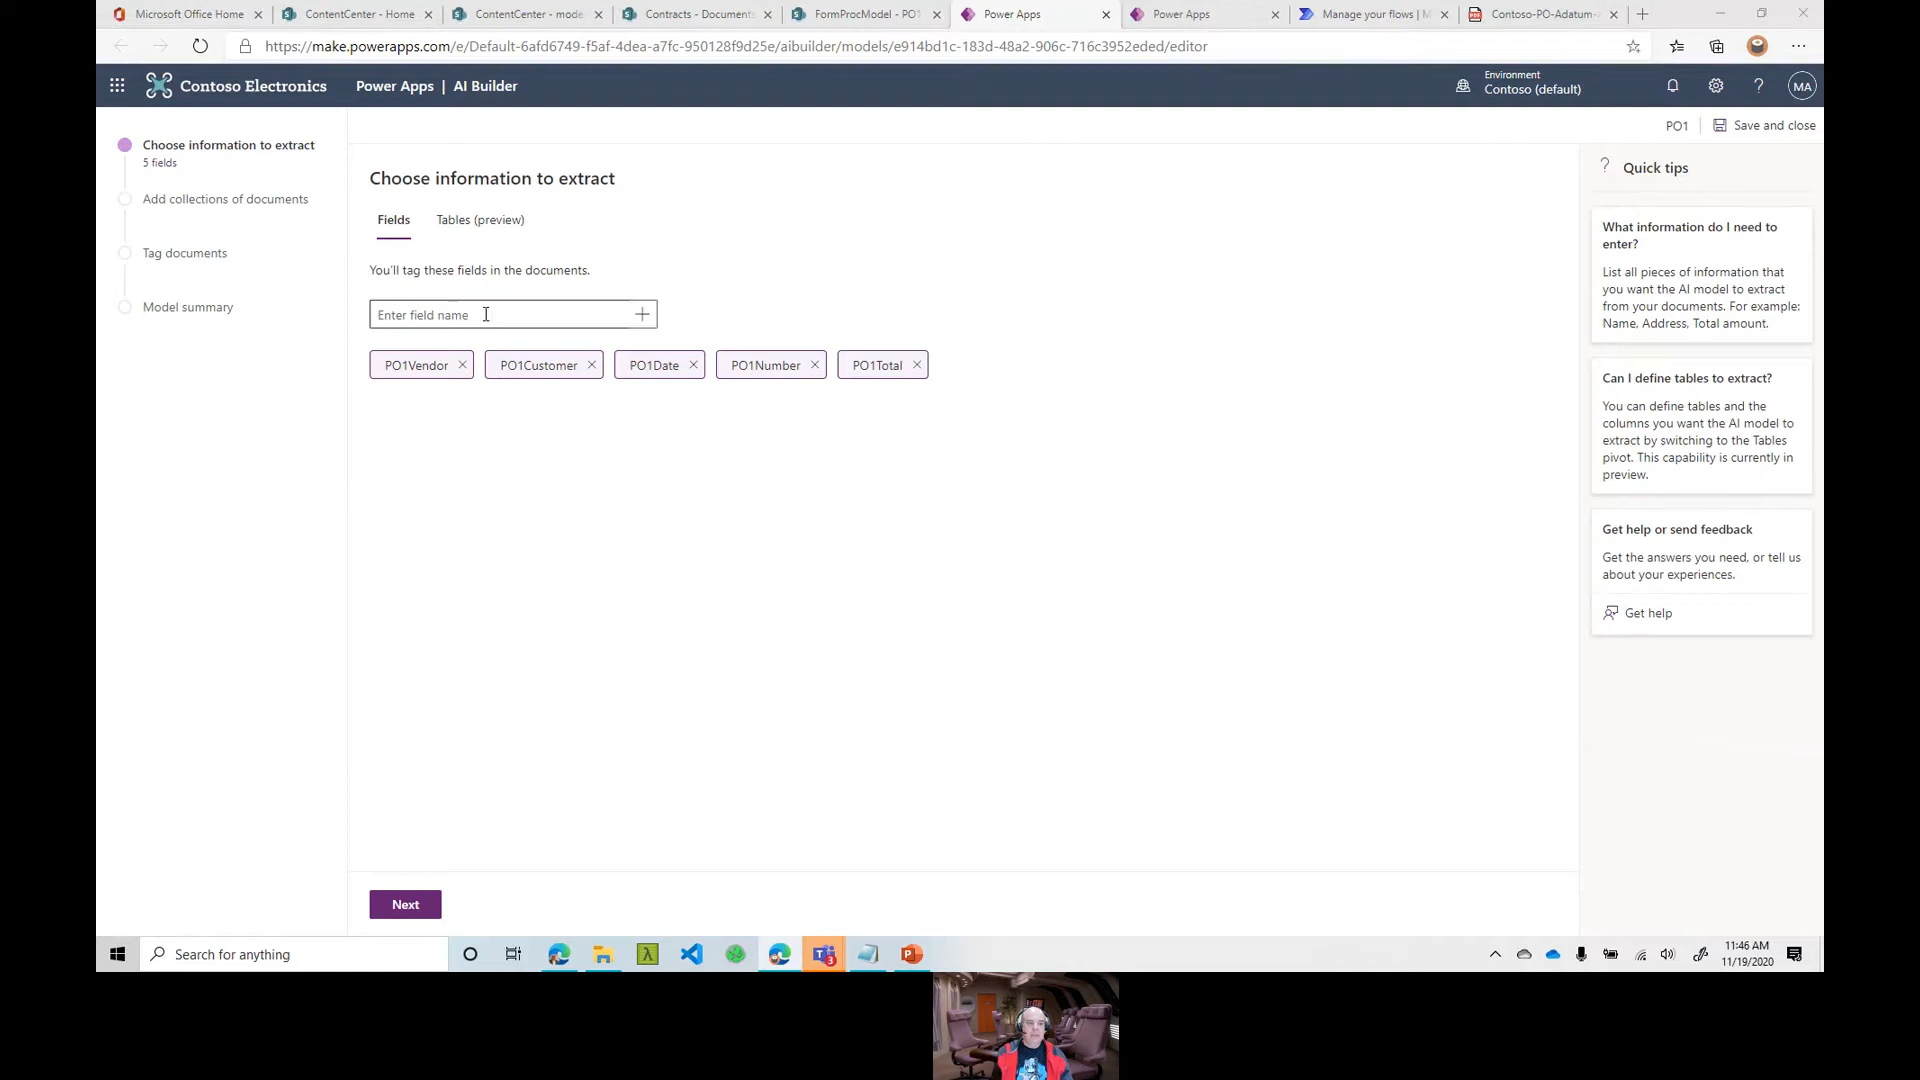 Microsoft Office Home
ContentCenter - Home
ContentCenter - mode
Contracts - Document
FormProcModel - PO1
Power Apps
Power Apps
Manage your flows | M
Contoso-PO-Adatum-
https://make.powerapps.com/e/Default-6afd6749-f5af-4dea-a7fc-950128f9d25e/aibuilder/models/e914bd1c-183d-48a2-906c-716c3952eded/editor
Contoso Electronics
Power Apps | AI Builder
Environment
Contoso (default)
MA
PO1
Save and close
Choose information to extract
5 fields
Add collections of documents
Tag documents
Model summary
Choose information to extract
Fields
Tables (preview)
You'll tag these fields in the documents.
Enter field name
PO1Vendor
PO1Customer
PO1Date
PO1Number
PO1Total
Next
Quick tips
What information do I need to
enter?
List all pieces of information that
you want the AI model to extract
from your documents. For example:
Name, Address, Total amount.
Can I define tables to extract?
You can define tables and the
columns you want the AI model to
extract by switching to the Tables
pivot. This capability is currently in
preview.
Get help or send feedback
Get the answers you need, or tell us
about your experiences.
Get help
Search for anything
11:46 AM
11/19/2020